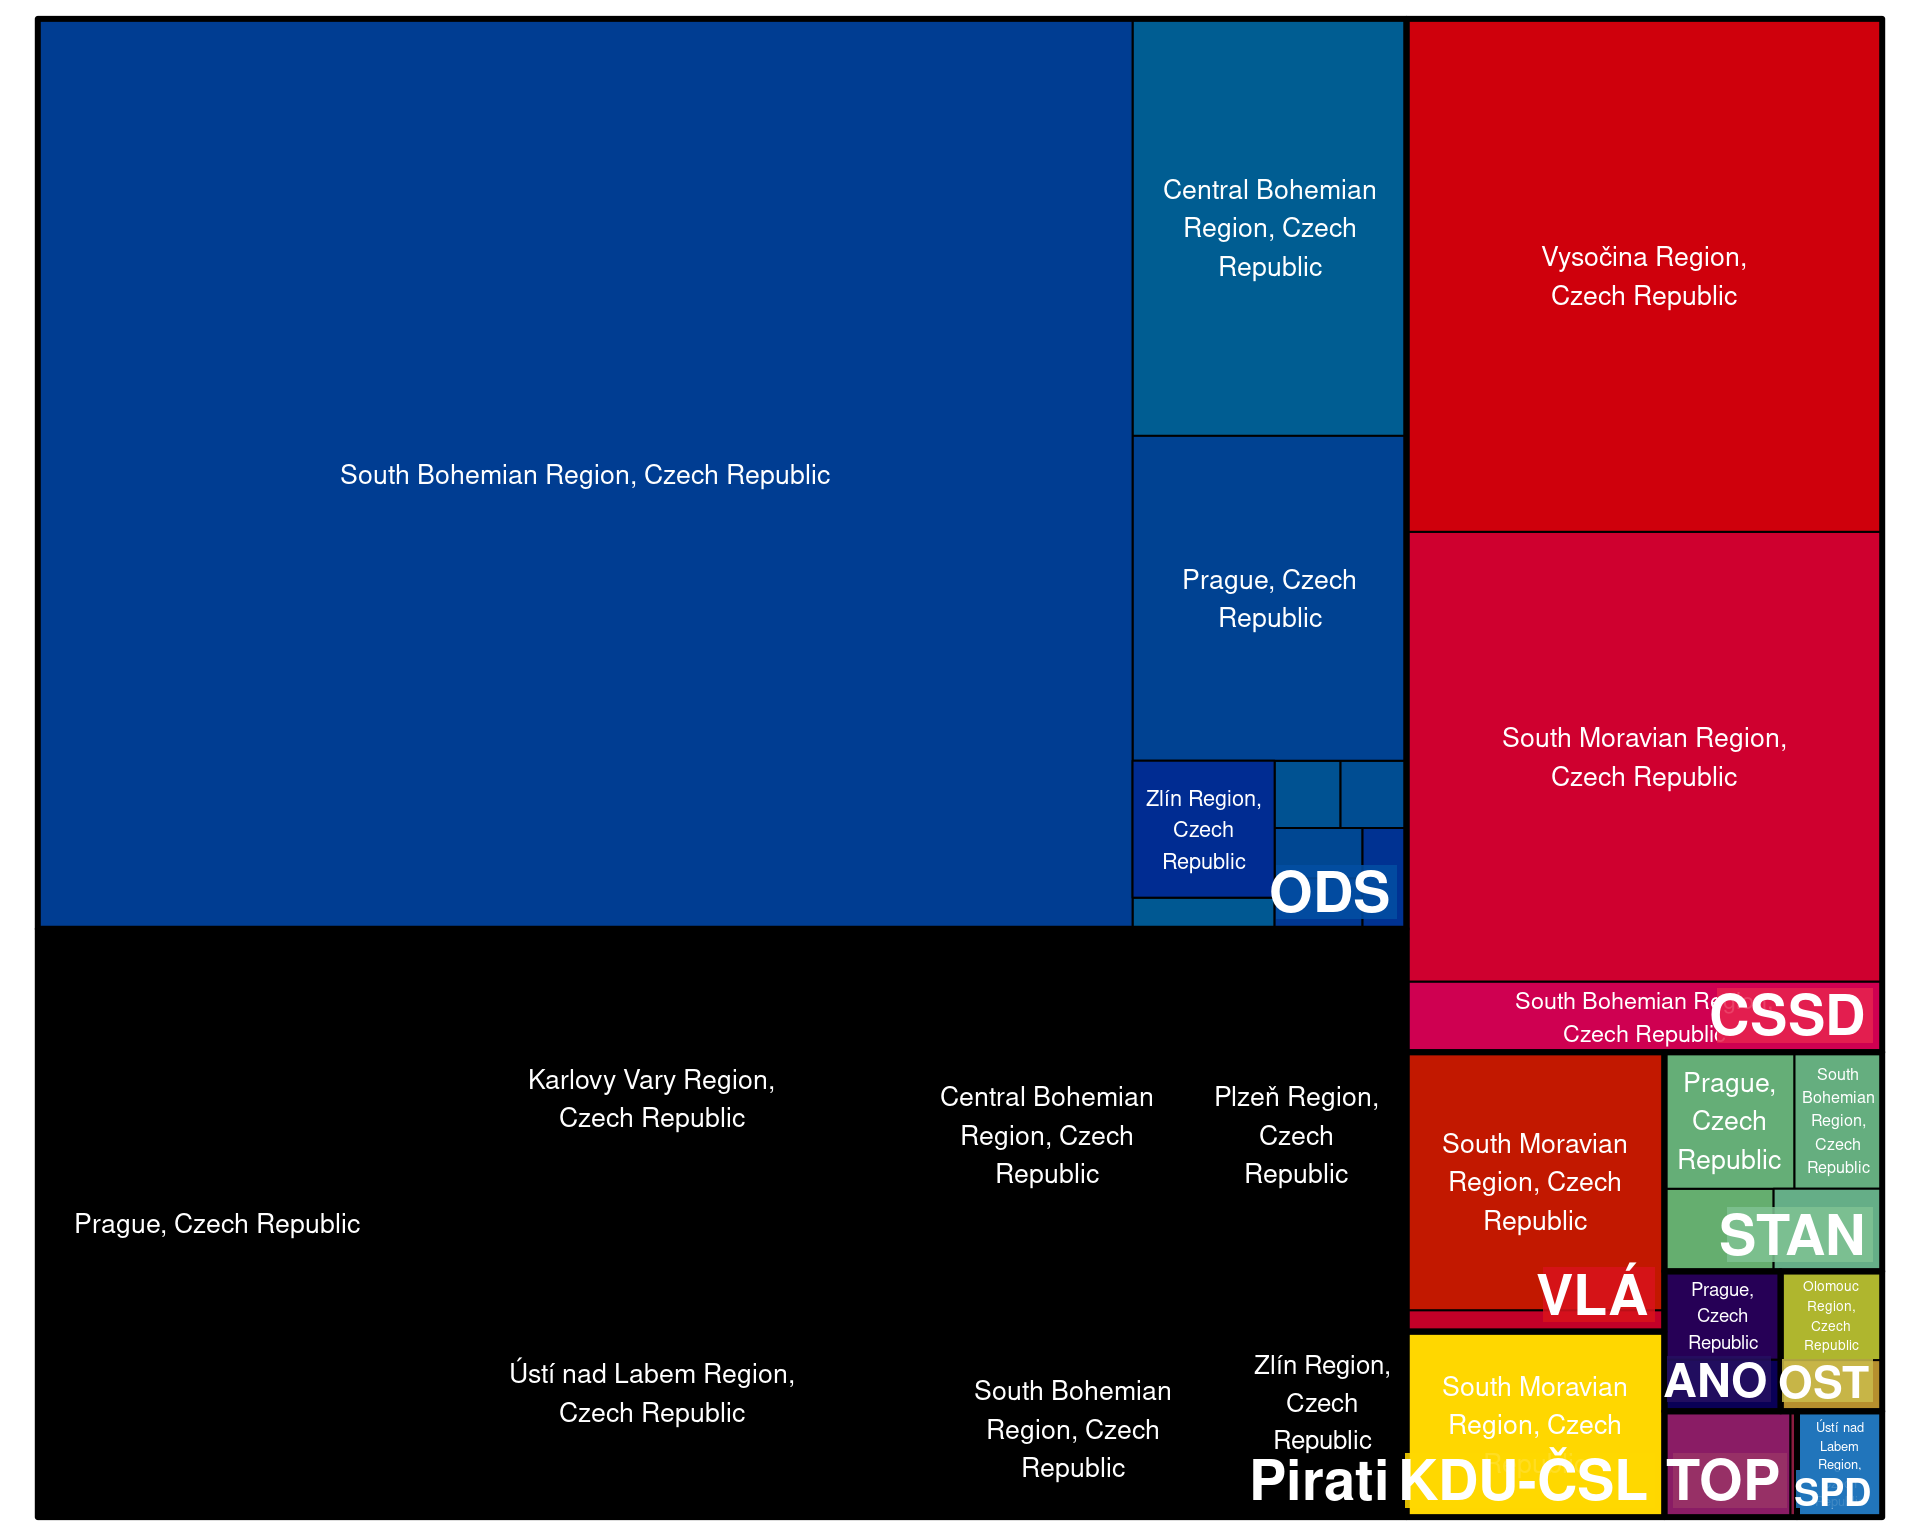 South Bohemian Region, Czech Republic
Central Bohemian
Region, Czech
Republic
Prague, Czech
Republic
Zlín Region,
Czech
Republic
ODS
Vysočina Region,
Czech Republic
South Moravian Region,
Czech Republic
South Bohemian Region,
Czech Republic
CSSD
Prague, Czech Republic
Karlovy Vary Region,
Czech Republic
Ústí nad Labem Region,
Czech Republic
Central Bohemian
Region, Czech
Republic
Plzeň Region,
Czech
Republic
South Bohemian
Region, Czech
Republic
Zlín Region,
Czech
Republic
Pirati
South Moravian
Region, Czech
Republic
VLÁ
South Moravian
Region, Czech
KDU-ČSL
Prague,
Czech
Republic
South
Bohemian
Region,
Czech
Republic
STAN
Prague,
Czech
Republic
ANO
Olomouc
Region,
Czech
Republic
OST
TOP
Ústí nad
Labem
Region,
SPD